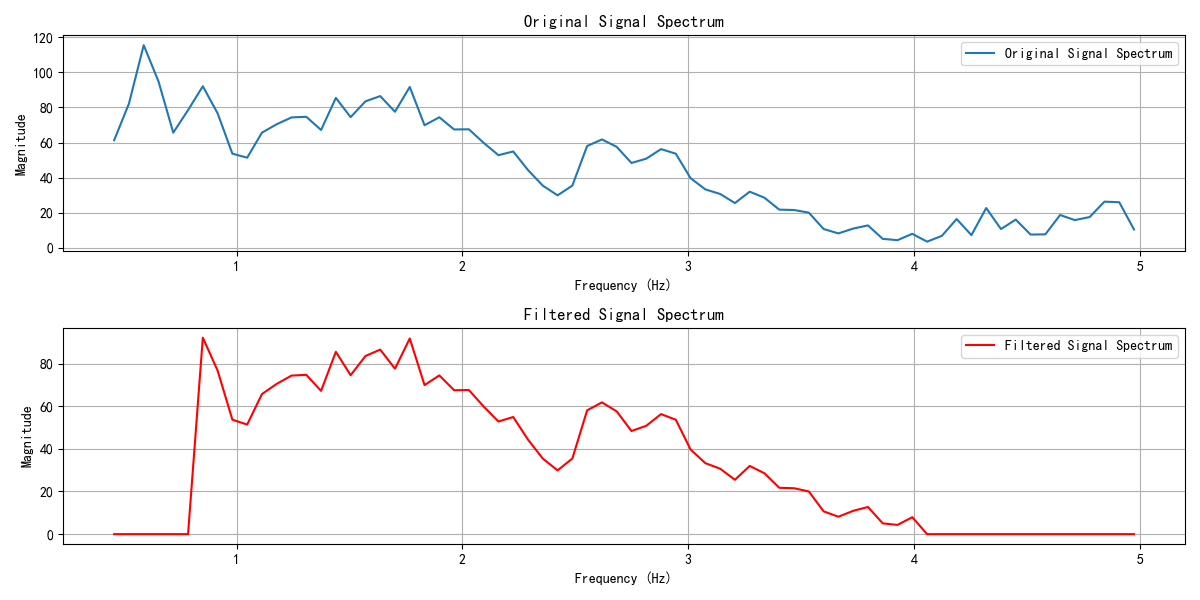 Original Signal Spectrum
120
100
80
60
40
20
0
Magnitude
Original Signal Spectrum
1 2 3 4 5
Frequency (Hz)
Filtered Signal Spectrum
80
60
40
20
0
Magnitude
Filtered Signal Spectrum
1 2 3 4 5
Frequency (Hz)